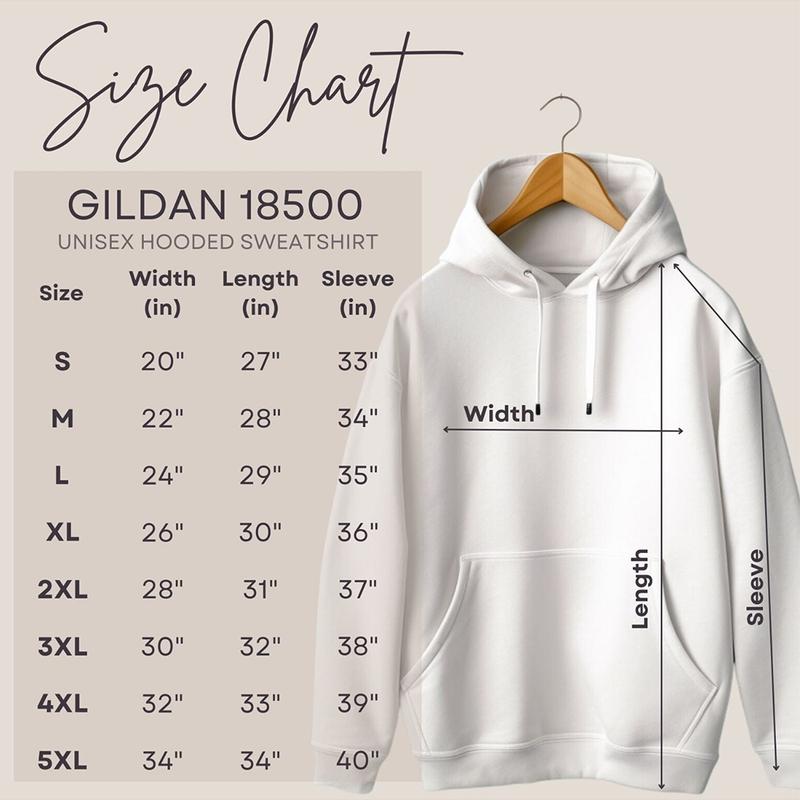 Size Chart
GILDAN 18500
UNISEX HOODED SWEATSHIRT
Size Width (in) Length (in) Sleeve (in)
S 20" 27" 33"
M 22" 28" 34"
L 24" 29" 35"
XL 26" 30" 36"
2XL 28" 31" 37"
3XL 30" 32" 38"
4XL 32" 33" 39"
5XL 34" 34" 40"
Width
Length
Sleeve